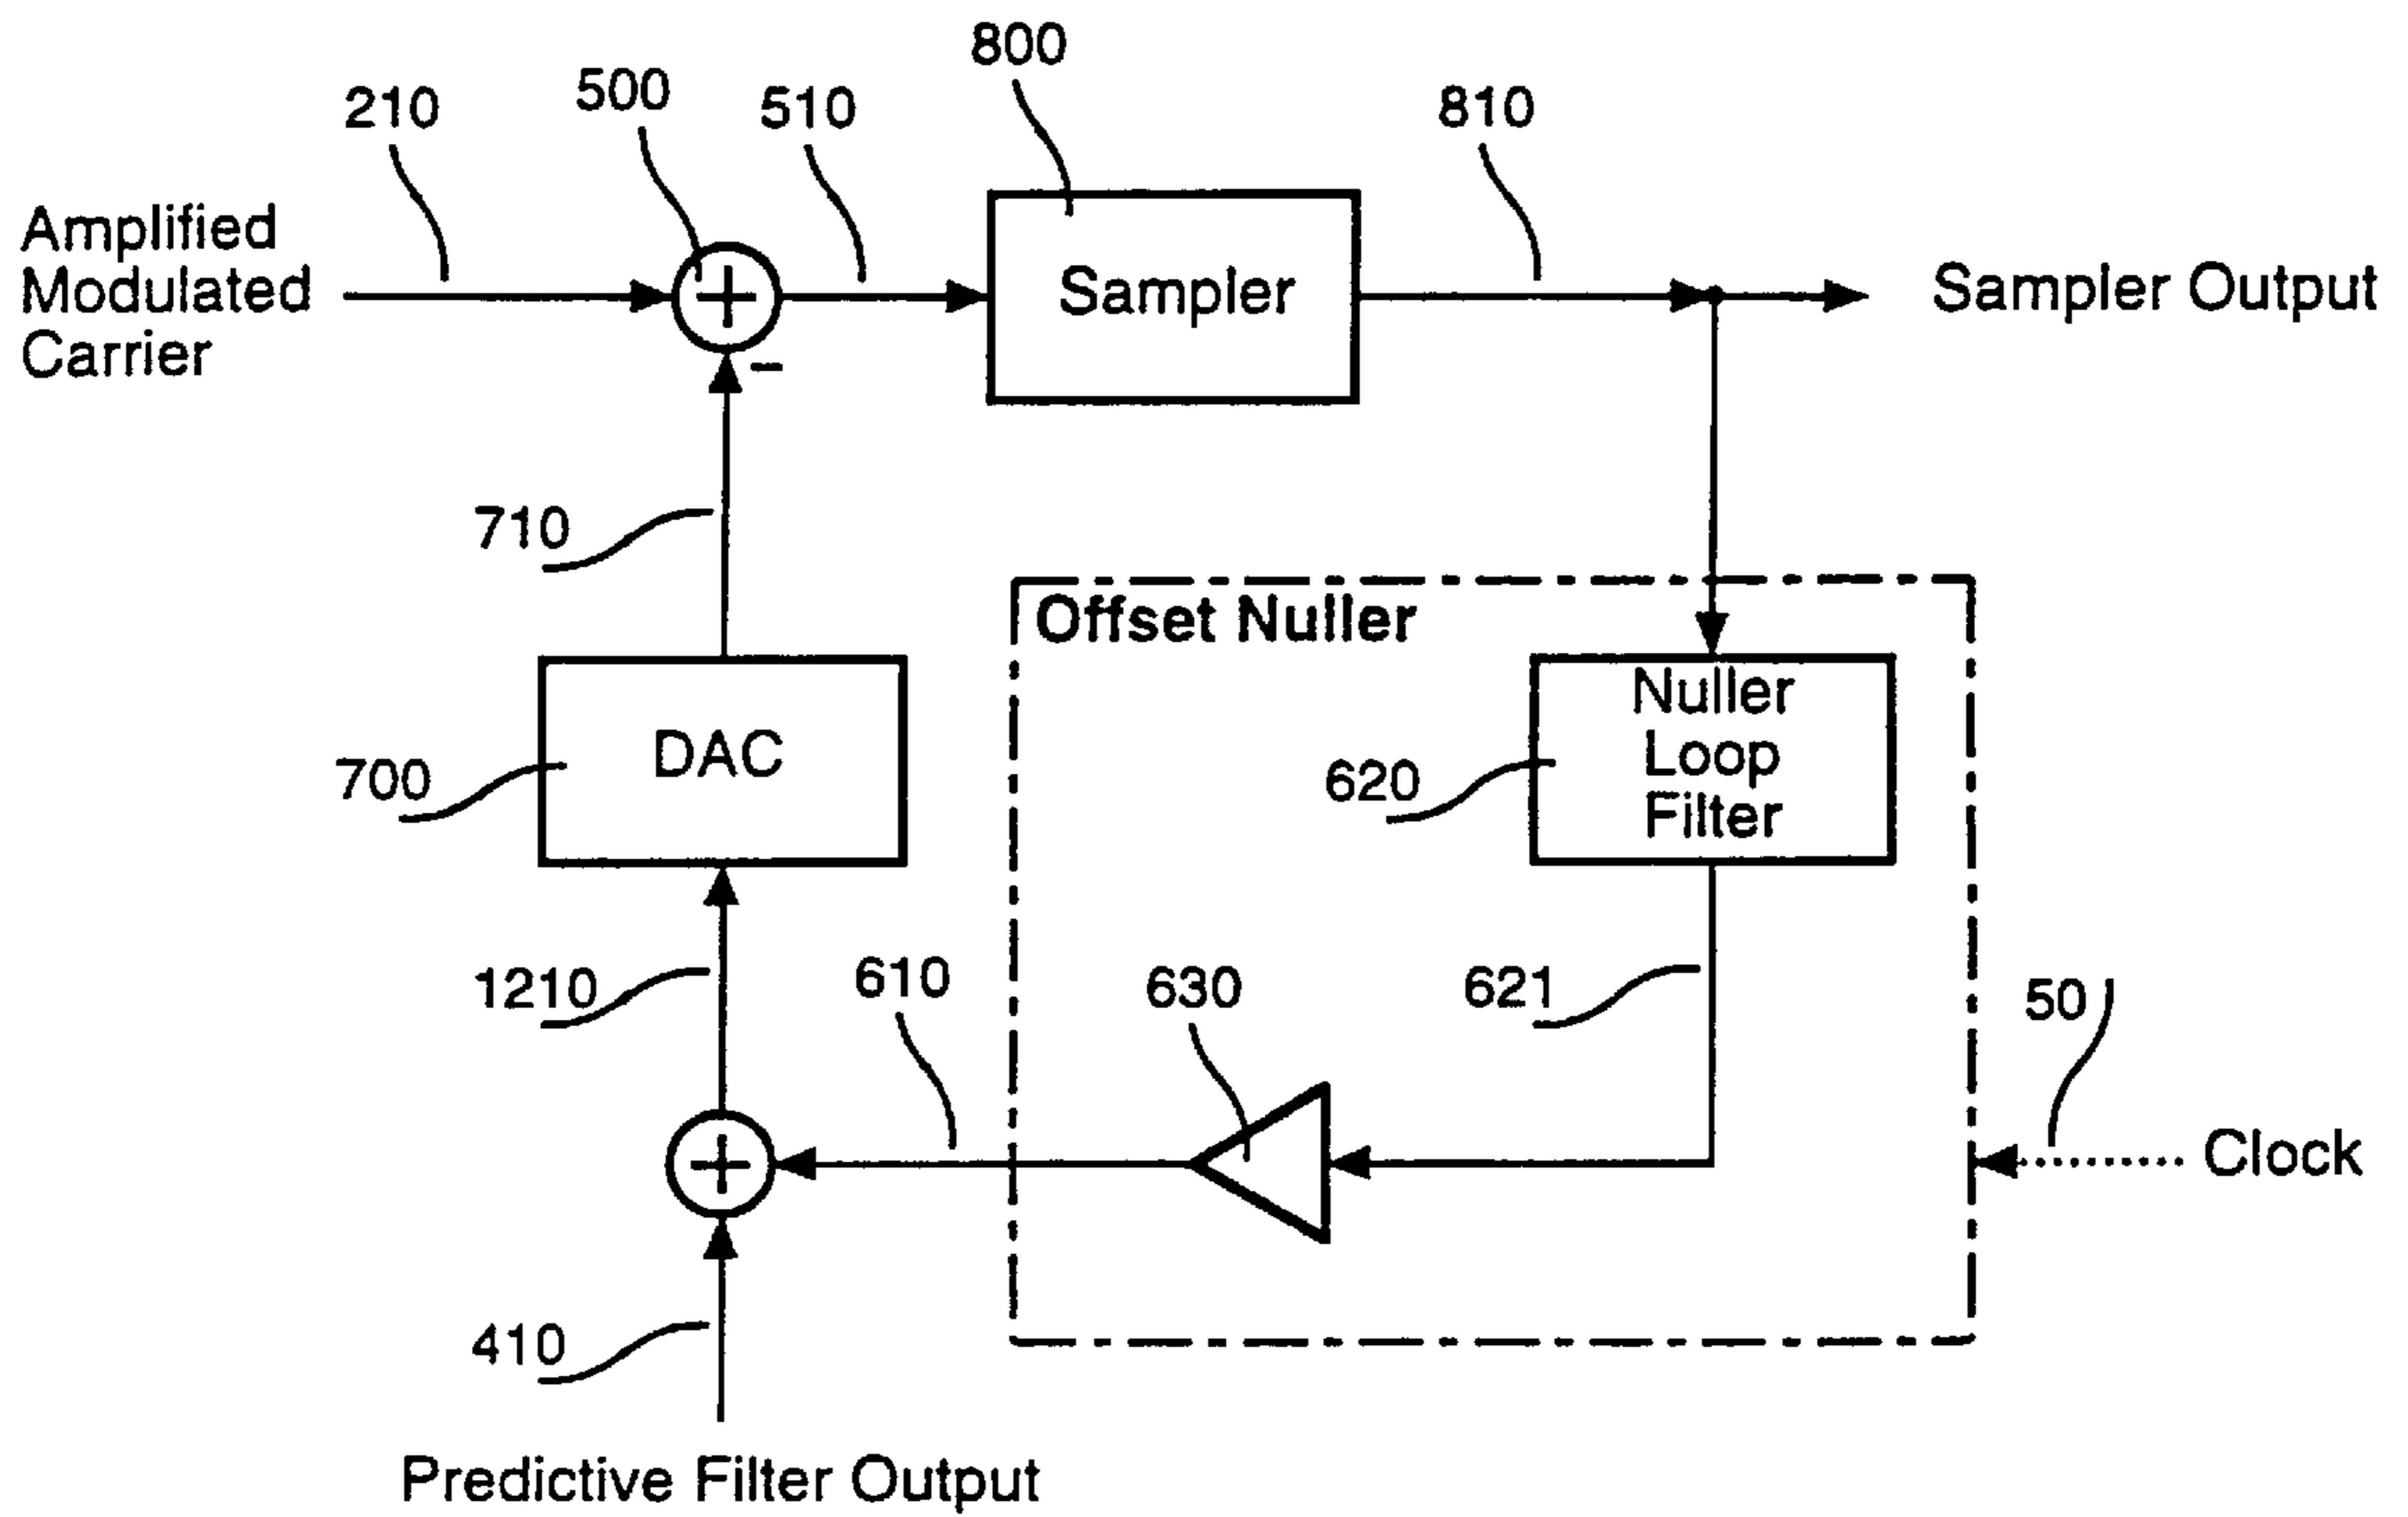 800
500
210
510
810
Amplified
Modulated
Carrier
+
Sampler
Sampler Output
-
710
Offset Nuller
Nuller
Loop
Filter
DAC
700
620
1210
610
630
621
50
+
Clock
410
Predictive Filter Output